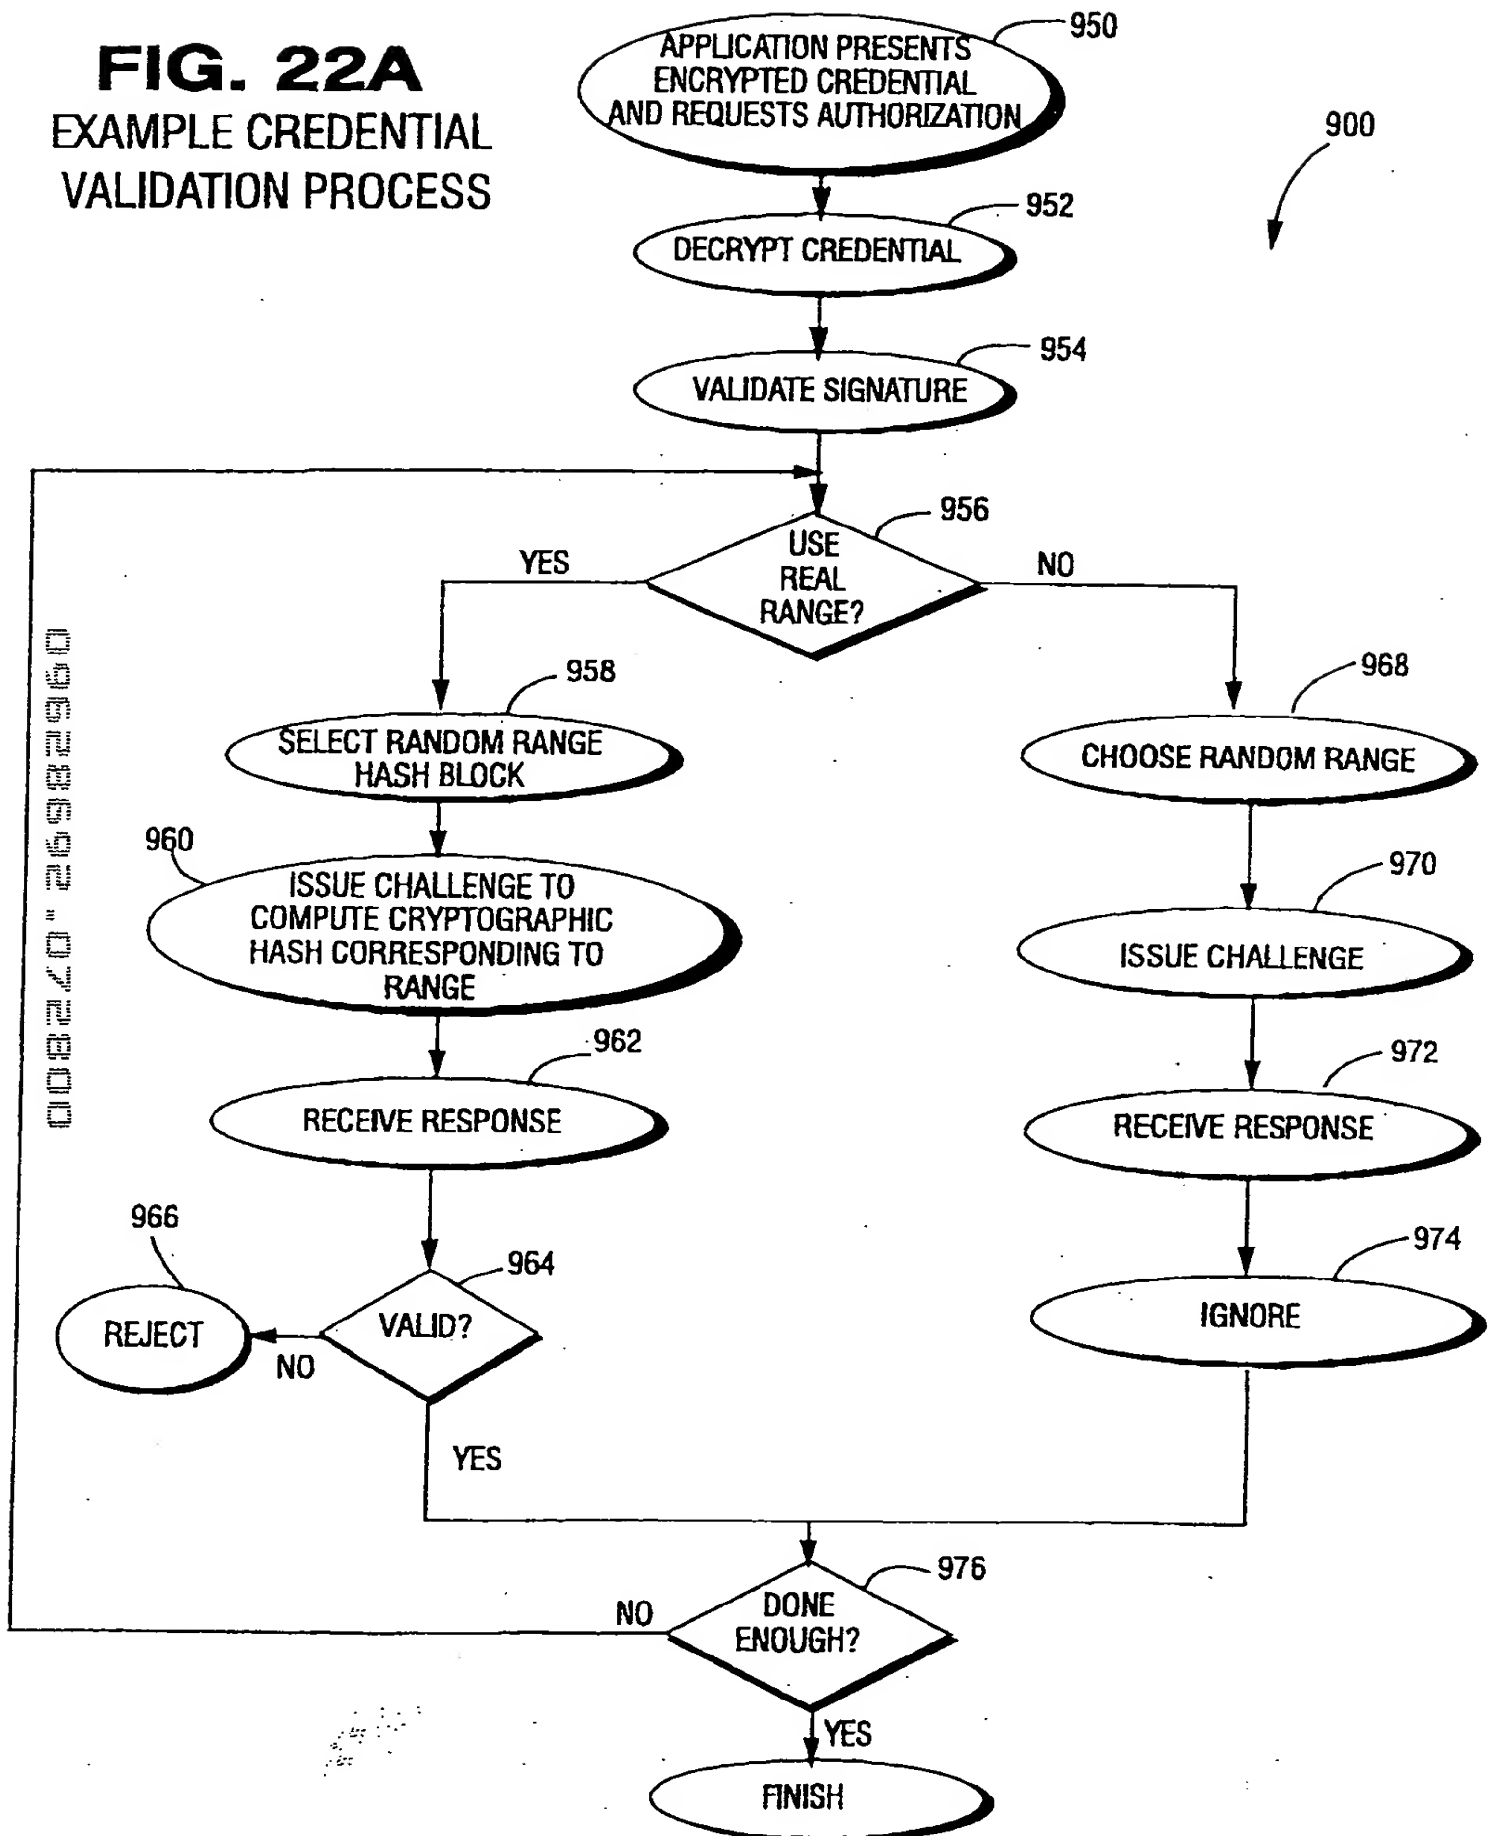 FIG. 22A
EXAMPLE CREDENTIAL
VALIDATION PROCESS
900
950
APPLICATION PRESENTS
ENCRYPTED CREDENTIAL
AND REQUESTS AUTHORIZATION
952
DECRYPT CREDENTIAL
954
VALIDATE SIGNATURE
956
USE
REAL
RANGE?
YES
NO
958
SELECT RANDOM RANGE
HASH BLOCK
960
ISSUE CHALLENGE TO
COMPUTE CRYPTOGRAPHIC
HASH CORRESPONDING TO
RANGE
962
RECEIVE RESPONSE
964
VALID?
NO
966
REJECT
YES
968
CHOOSE RANDOM RANGE
970
ISSUE CHALLENGE
972
RECEIVE RESPONSE
974
IGNORE
976
DONE
ENOUGH?
NO
YES
FINISH
09628692 "072800